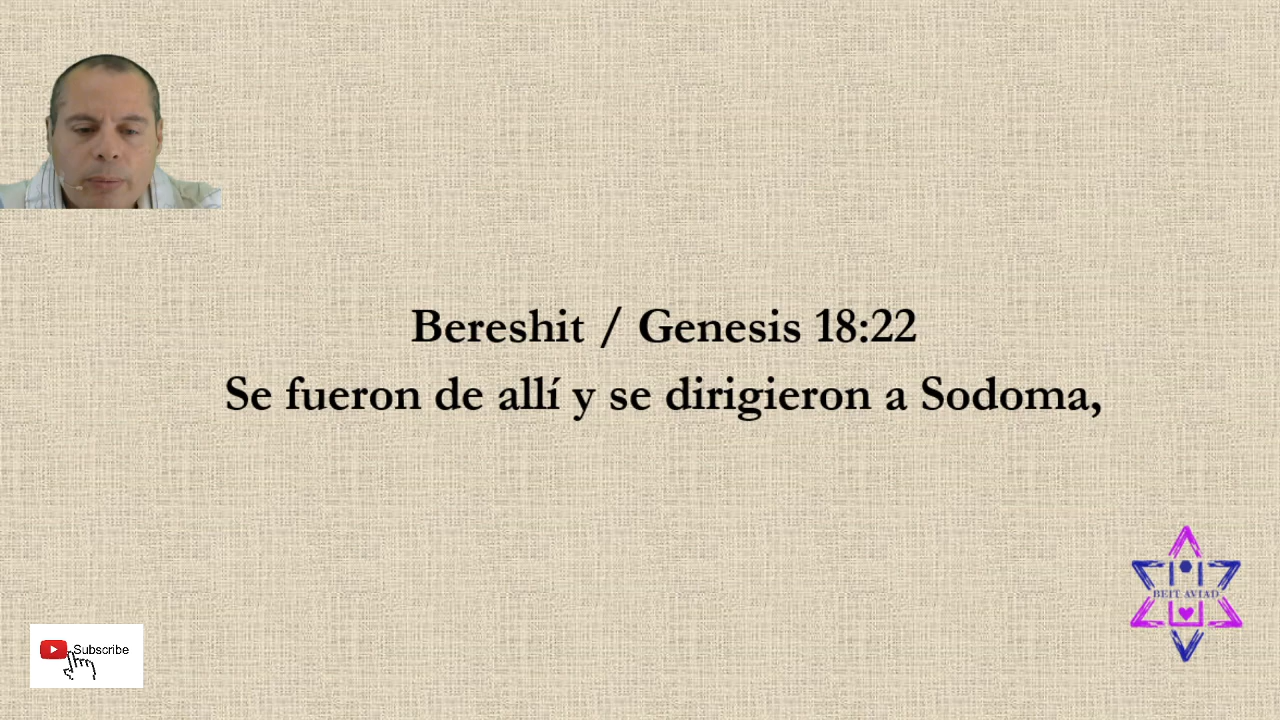 Bereshit / Genesis 18:22
Se fueron de allí y se dirigieron a Sodoma,
BEIT AVIAD
Subscribe